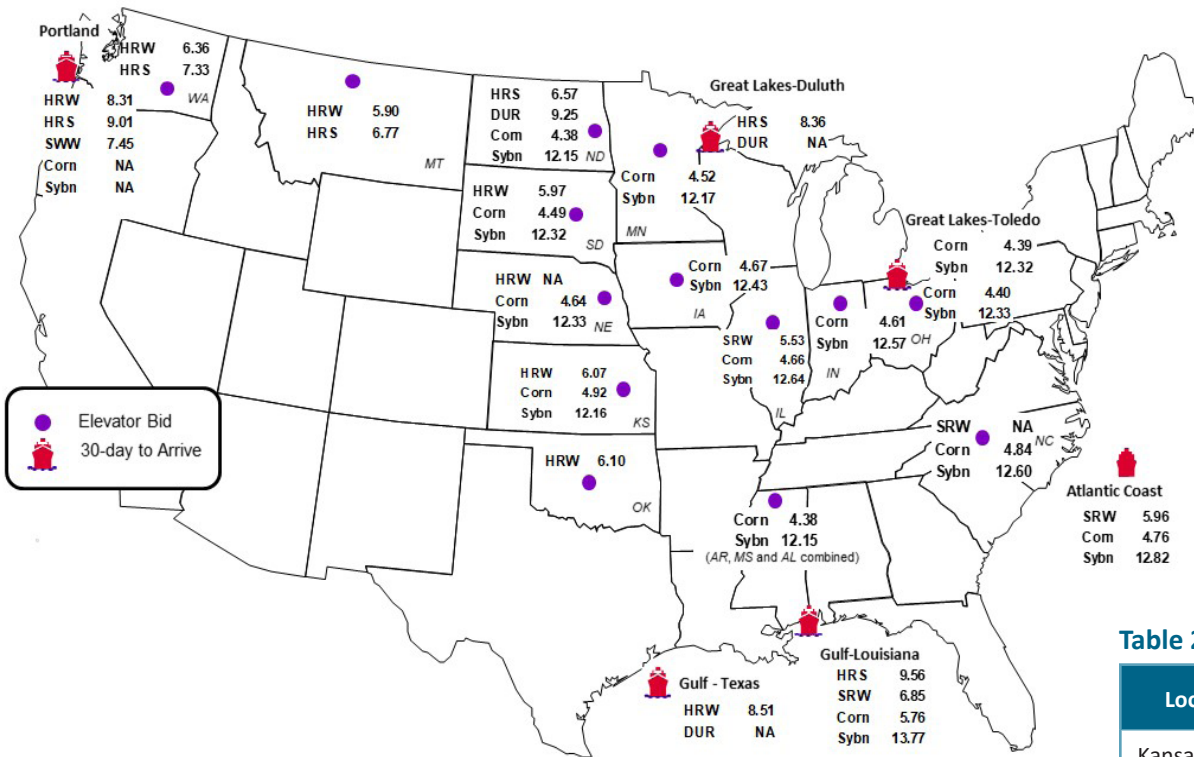 Portland
HRW 8.31
HRS 9.01
SWW 7.45
Corn NA
Sybn NA
HRW 6.36
HRS 7.33
WA
HRW 5.90
HRS 6.77
MT
HRS 6.57
DUR 9.25
Corn 4.38
Sybn 12.15 ND
HRW 5.97
Corn 4.49
Sybn 12.32
SD
HRW NA
Corn 4.64
Sybn 12.33 NE
HRW 6.07
Corn 4.92
Sybn 12.16
KS
HRW 6.10
OK
Great Lakes-Duluth
HRS 8.36
DUR NA
Corn 4.52
Sybn 12.17
MN
Corn 4.67
Sybn 12.43
IA
SRW 5.53
Corn 4.66
Sybn 12.64
IL
Great Lakes-Toledo
Corn 4.39
Sybn 12.32
Corn 4.40
Sybn 12.33
Corn 4.61
Sybn 12.57 OH
IN
SRW NA
NC
Corn 4.84
Sybn 12.60
Atlantic Coast
SRW 5.96
Corn 4.76
Sybn 12.82
Corn 4.38
Sybn 12.15
(AR, MS and AL combined)
Elevator Bid
30-day to Arrive
Gulf - Texas
HRW 8.51
DUR NA
Gulf-Louisiana
HRS 9.56
SRW 6.85
Corn 5.76
Sybn 13.77
Table
Loc
Kansa